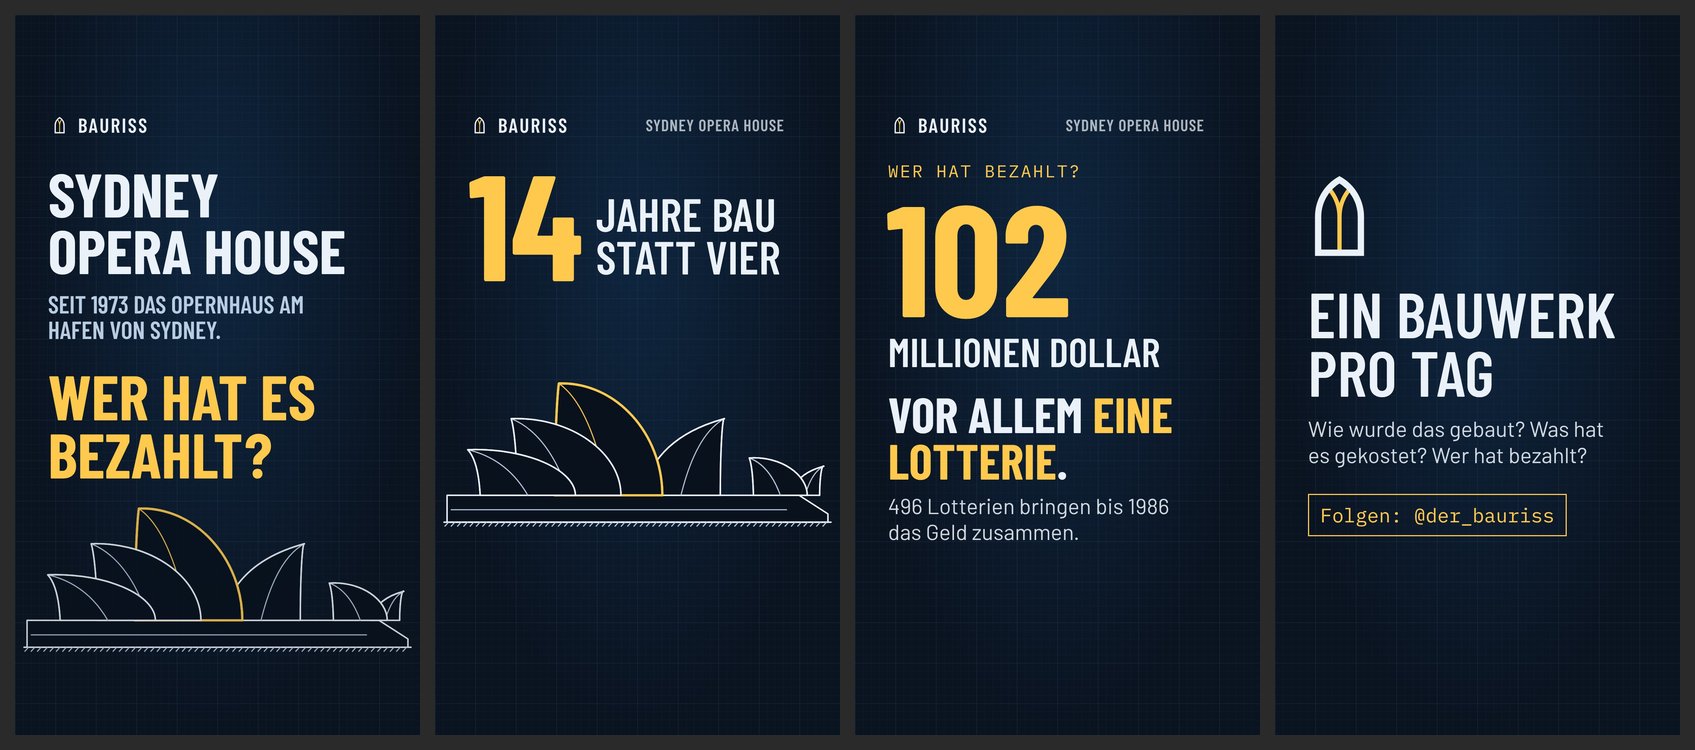 BAURISS
SYDNEY
OPERA HOUSE
SEIT 1973 DAS OPERNHAUS AM
HAFEN VON SYDNEY.
WER HAT ES
BEZAHLT?
BAURISS
SYDNEY OPERA HOUSE
14
JAHRE BAU
STATT VIER
BAURISS
SYDNEY OPERA HOUSE
WER HAT BEZAHLT?
102
MILLIONEN DOLLAR
VOR ALLEM EINE
LOTTERIE.
496 Lotterien bringen bis 1986
das Geld zusammen.
EIN BAUWERK
PRO TAG
Wie wurde das gebaut? Was hat
es gekostet? Wer hat bezahlt?
Folgen: @der_bauriss